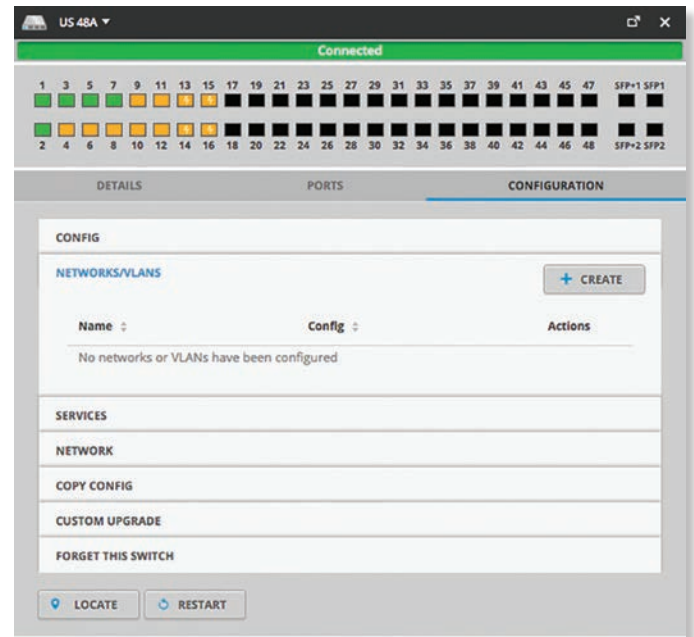 US 48A
Connected
1 3 5 7 9 11 13 15 17 19 21 23 25 27 29 31 33 35 37 39 41 43 45 47 SFP+1 SFP1
2 4 6 8 10 12 14 16 18 20 22 24 26 28 30 32 34 36 38 40 42 44 46 48 SFP+2 SFP2
DETAILS PORTS CONFIGURATION
CONFIG
NETWORKS/VLANS + CREATE
Name Config Actions
No networks or VLANs have been configured
SERVICES
NETWORK
COPY CONFIG
CUSTOM UPGRADE
FORGET THIS SWITCH
LOCATE RESTART